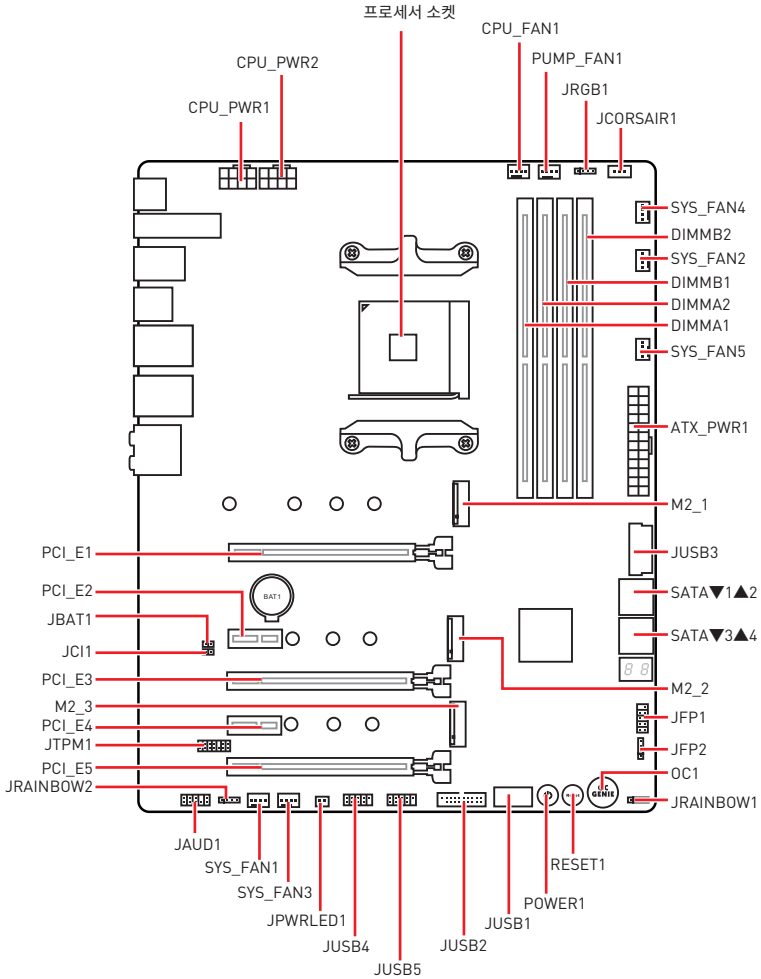 프로세서 소켓
CPU_FAN1
PUMP_FAN1
CPU_PWR2
JRGB1
CPU_PWR1
JCORSAIR1
SYS_FAN4
DIMMB2
SYS_FAN2
DIMMB1
DIMMA2
DIMMA1
SYS_FAN5
ATX_PWR1
M2_1
PCI_E1
JUSB3
PCI_E2
BAT1
SATA▼1▲2
JBAT1
SATA▼3▲4
JCI1
88
PCI_E3
M2_2
M2_3
PCI_E4
JFP1
JTPM1
JFP2
PCI_E5
OC1
JRAINBOW2
GENIE
JRAINBOW1
JAUD1
SYS_FAN1
RESET1
SYS_FAN3
POWER1
JPWRLED1
JUSB1
JUSB4
JUSB2
JUSB5